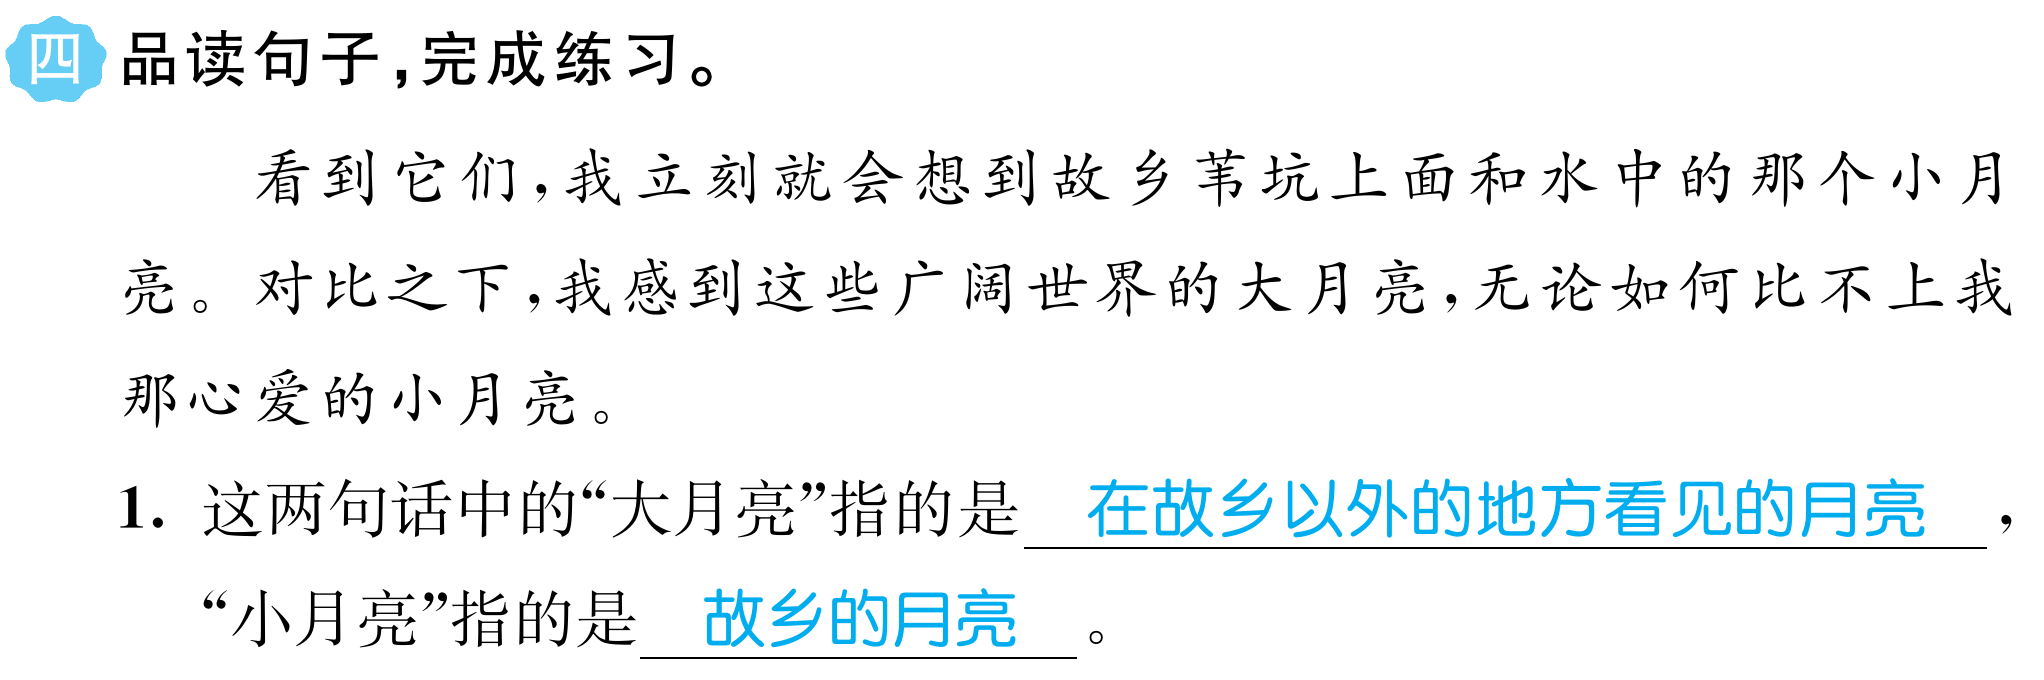 四 品读句子,完成练习。
看到它们,我立刻就会想到故乡苇坑上面和水中的那个小月
亮。对比之下,我感到这些广阔世界的大月亮,无论如何比不上我
那心爱的小月亮。
1. 这两句话中的“大月亮”指的是 在故乡以外的地方看见的月亮 ,
“小月亮”指的是 故乡的月亮 。